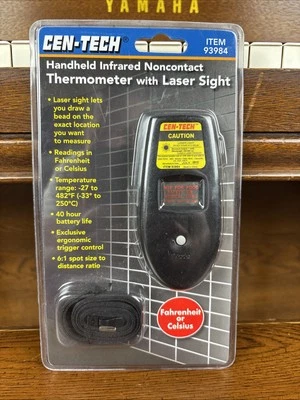 YAMAHA
CEN-TECH®
ITEM
93984
Handheld Infrared Noncontact
Thermometer with Laser Sight
• Laser sight lets
you draw a
bead on the
exact location
you want
to measure
• Readings in
Fahrenheit
or Celsius
• Temperature
range: -27 to
482°F (-33° to
250°C)
• 40 hour
battery life
• Exclusive
ergonomic
trigger control
• 6:1 spot size to
distance ratio
CEN-TECH
CAUTION
Fahrenheit
or
Celsius